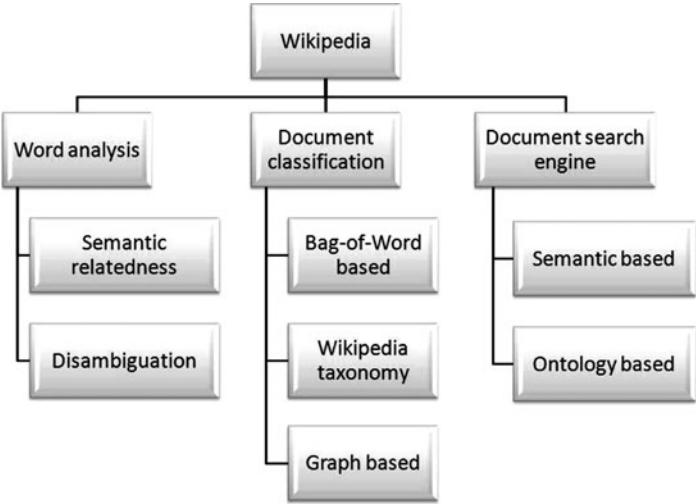 Wikipedia
Word analysis
Document
classification
Document search
engine
Semantic
relatedness
Disambiguation
Bag-of-Word
based
Wikipedia
taxonomy
Graph based
Semantic based
Ontology based